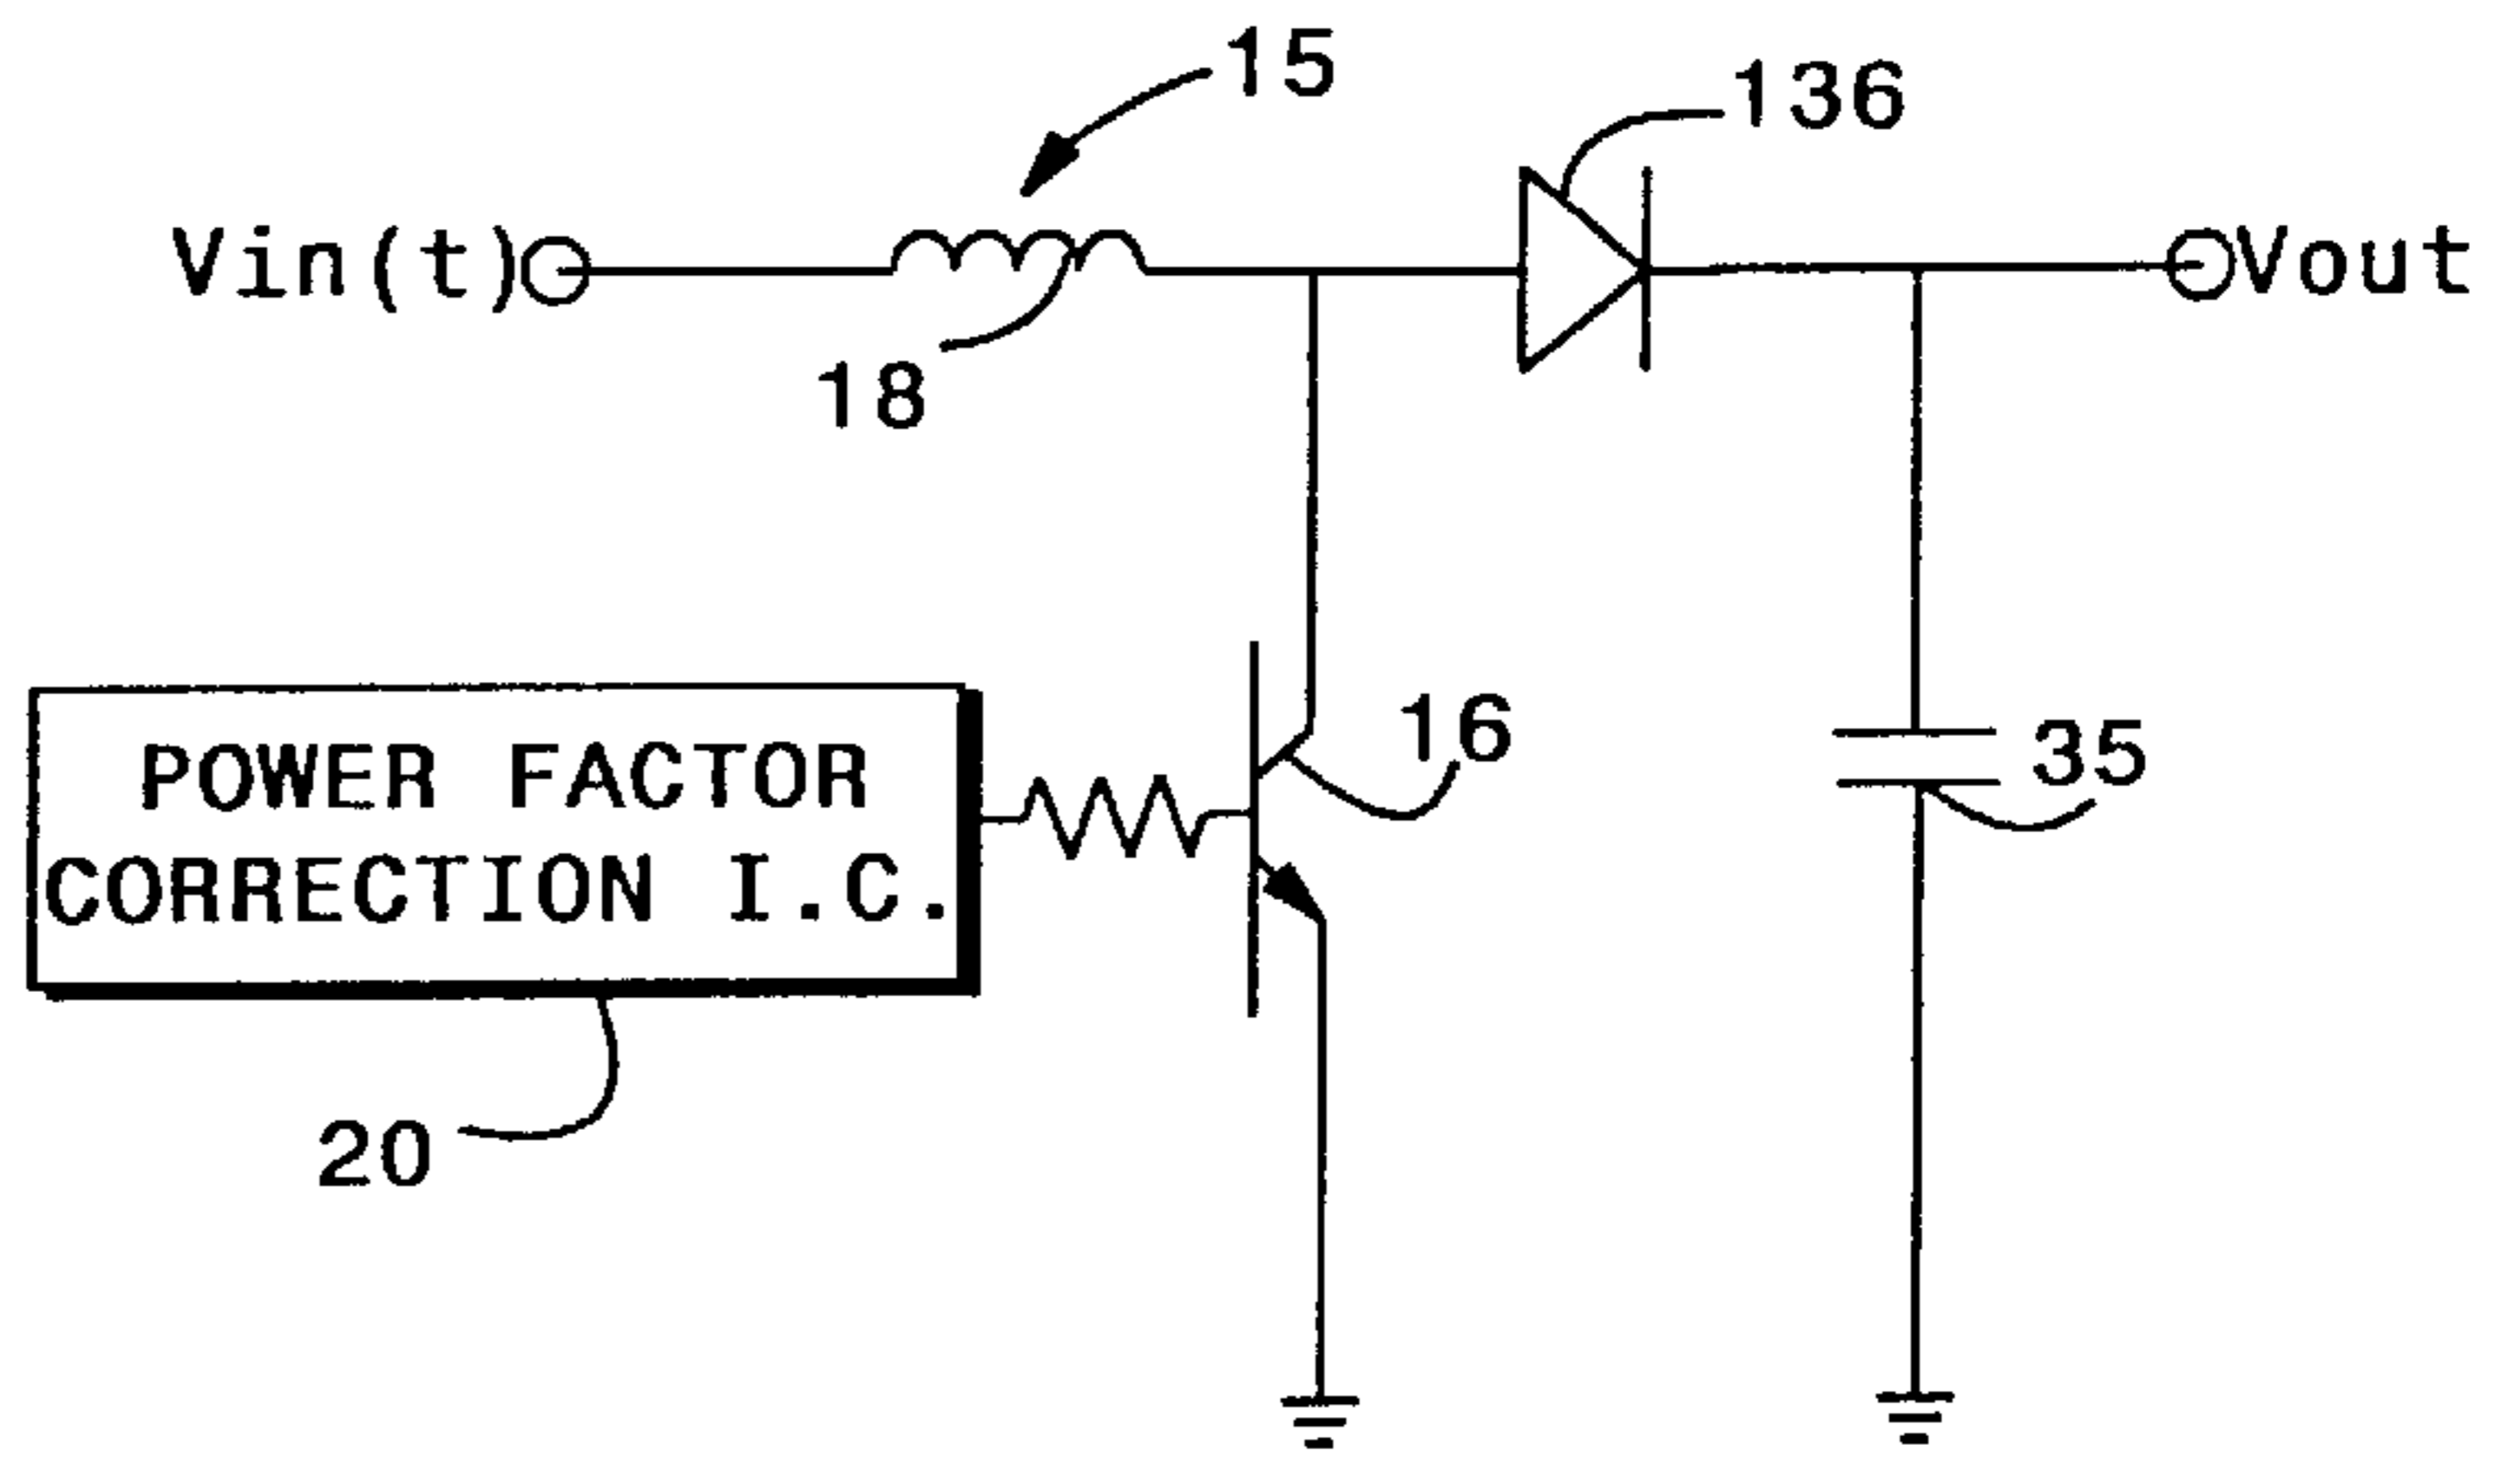 15
136
Vin(t)
Vout
18
16
35
POWER FACTOR
CORRECTION I.C.
20